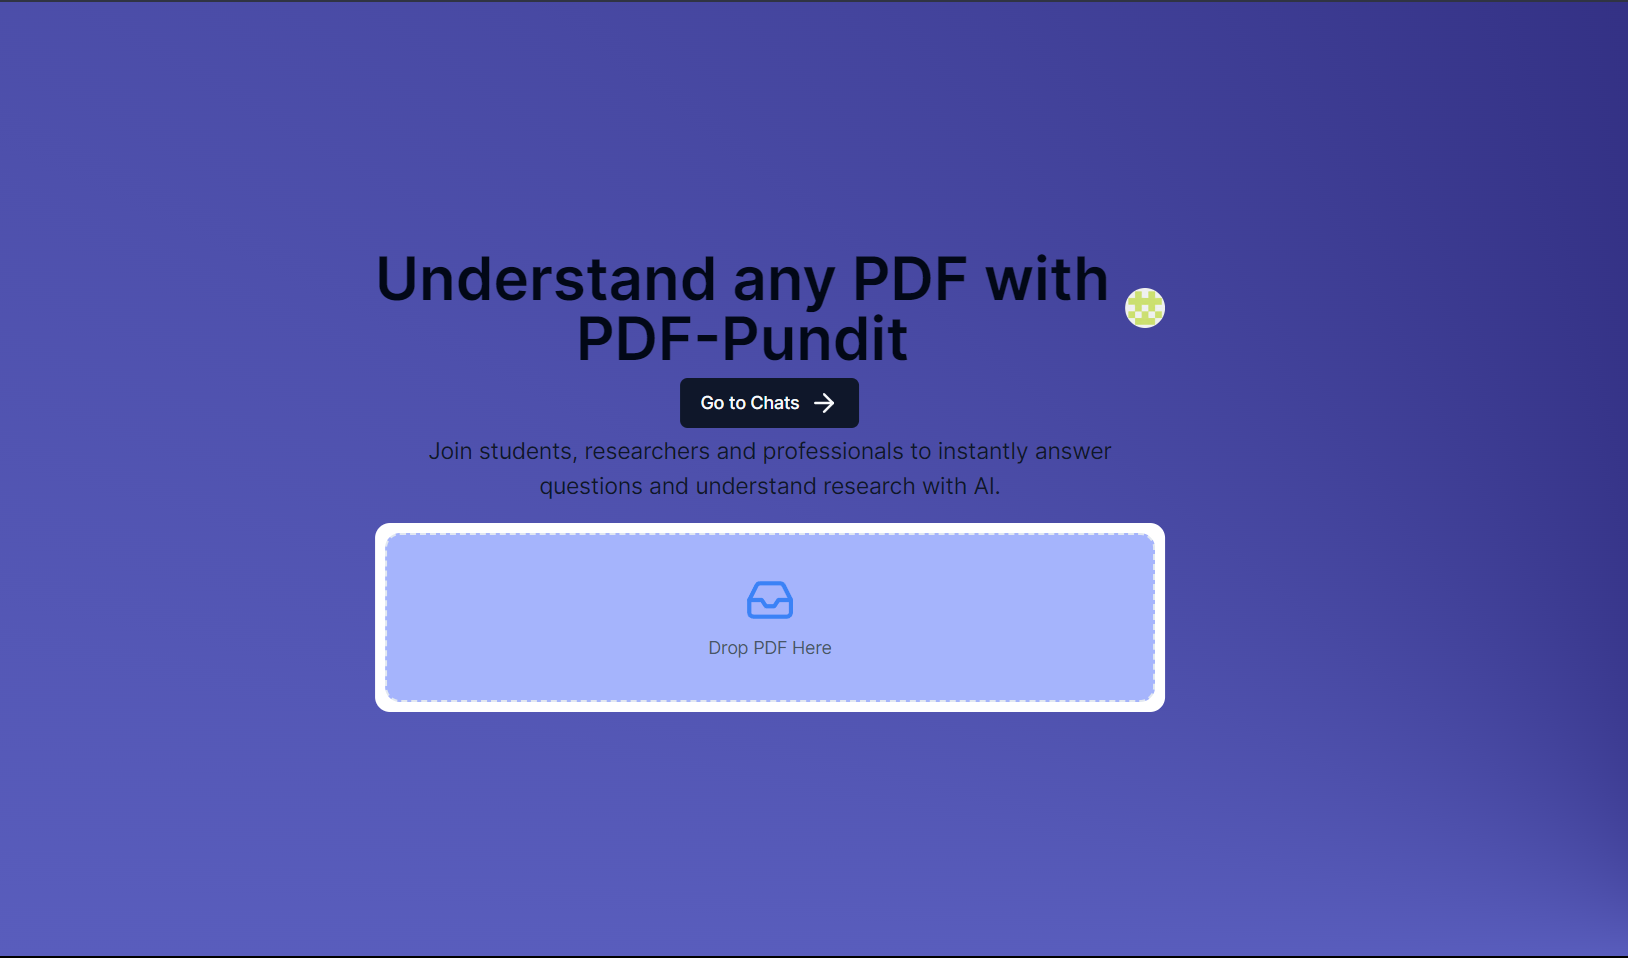 Understand any PDF with
PDF-Pundit
Go to Chats
Join students, researchers and professionals to instantly answer
questions and understand research with AI.
Drop PDF Here